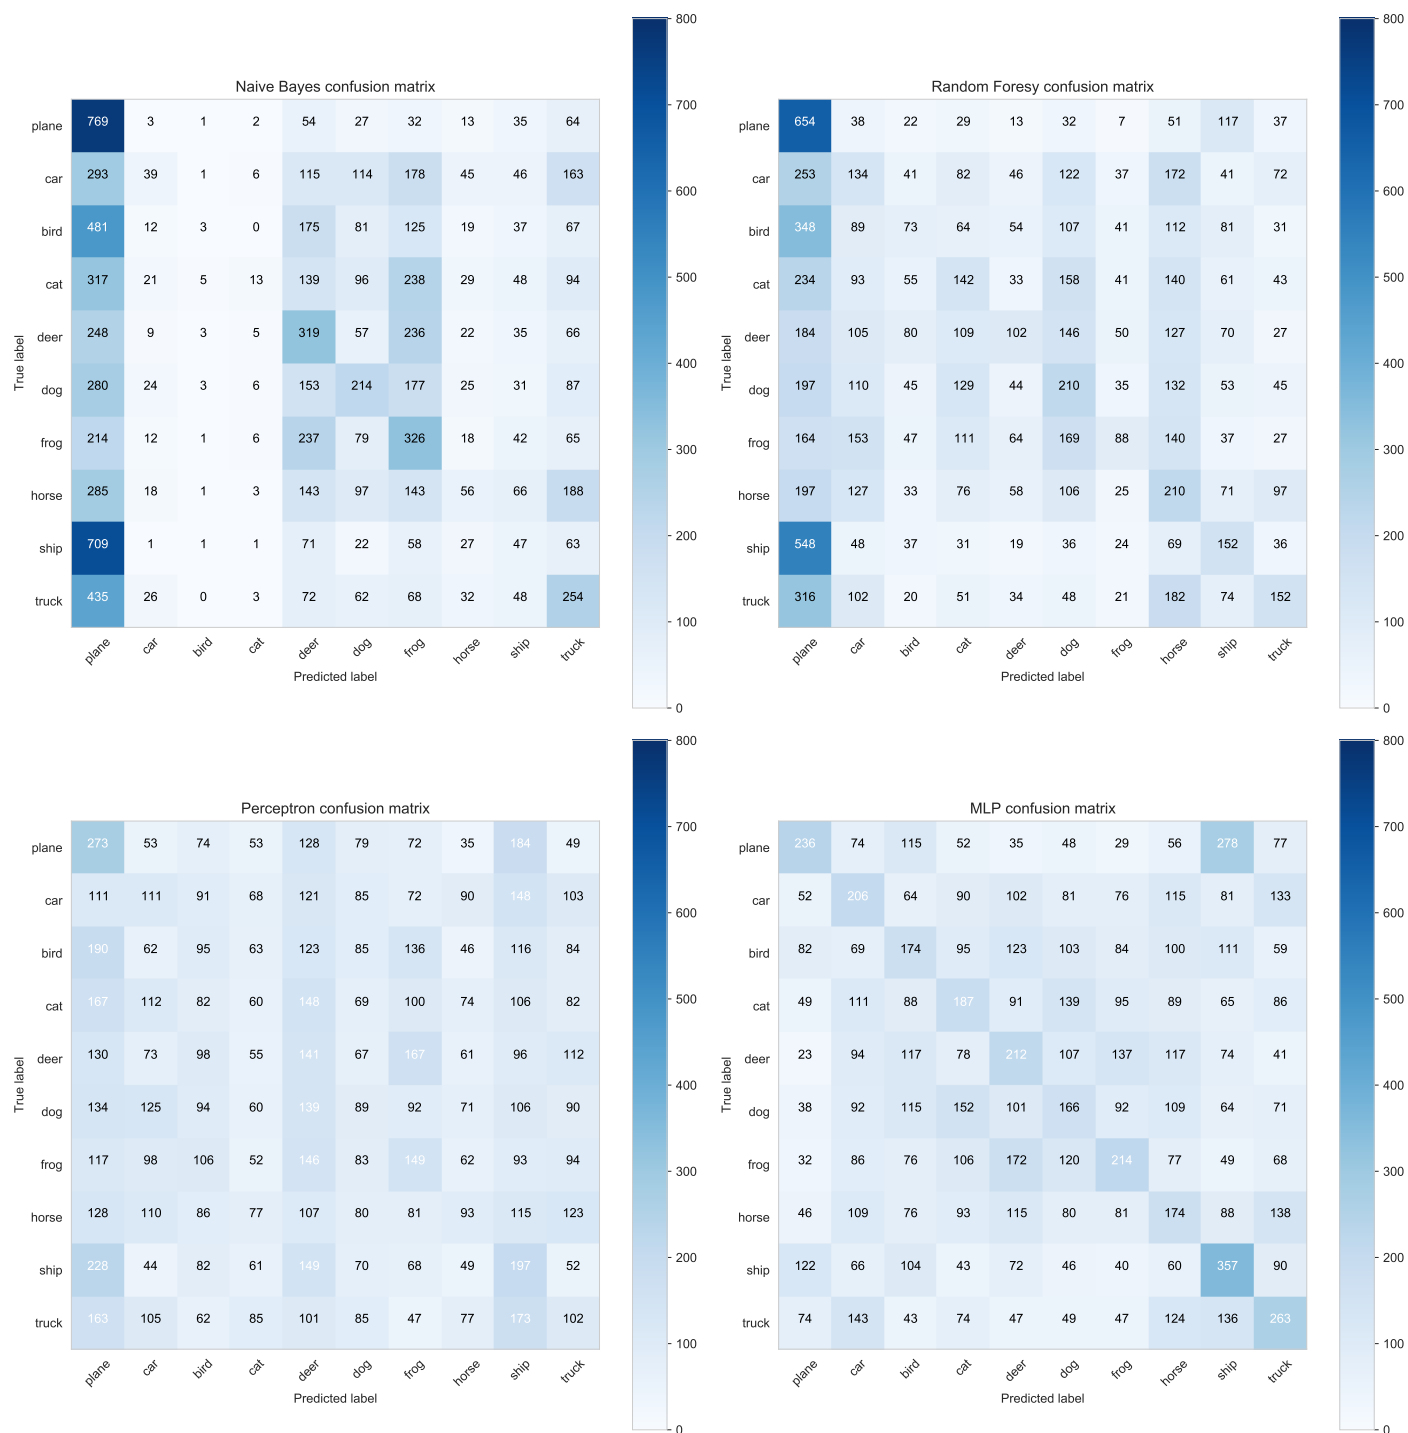 Naive Bayes confusion matrix
plane 769 3 1 2 54 27 32 13 35 64
car 293 39 1 6 115 114 178 45 46 163
bird 481 12 3 0 175 81 125 19 37 67
cat 317 21 5 13 139 96 238 29 48 94
deer 248 9 3 5 319 57 236 22 35 66
dog 280 24 3 6 153 214 177 25 31 87
frog 214 12 1 6 237 79 326 18 42 65
horse 285 18 1 3 143 97 143 56 66 188
ship 709 1 1 1 71 22 58 27 47 63
truck 435 26 0 3 72 62 68 32 48 254
plane car bird cat deer dog frog horse ship truck
True label
Predicted label
800
700
600
500
400
300
200
100
0
Random Foresy confusion matrix
plane 654 38 22 29 13 32 7 51 117 37
car 253 134 41 82 46 122 37 172 41 72
bird 348 89 73 64 54 107 41 112 81 31
cat 234 93 55 142 33 158 41 140 61 43
deer 184 105 80 109 102 146 50 127 70 27
dog 197 110 45 129 44 210 35 132 53 45
frog 164 153 47 111 64 169 88 140 37 27
horse 197 127 33 76 58 106 25 210 71 97
ship 548 48 37 31 19 36 24 69 152 36
truck 316 102 20 51 34 48 21 182 74 152
plane car bird cat deer dog frog horse ship truck
True label
Predicted label
800
700
600
500
400
300
200
100
0
Perceptron confusion matrix
plane 273 53 74 53 128 79 72 35 184 49
car 111 111 91 68 121 85 72 90 148 103
bird 190 62 95 63 123 85 136 46 116 84
cat 167 112 82 60 148 69 100 74 106 82
deer 130 73 98 55 141 67 167 61 96 112
dog 134 125 94 60 139 89 92 71 106 90
frog 117 98 106 52 146 83 149 62 93 94
horse 128 110 86 77 107 80 81 93 115 123
ship 228 44 82 61 149 70 68 49 197 52
truck 163 105 62 85 101 85 47 77 173 102
plane car bird cat deer dog frog horse ship truck
True label
Predicted label
800
700
600
500
400
300
200
100
0
MLP confusion matrix
plane 236 74 115 52 35 48 29 56 278 77
car 52 206 64 90 102 81 76 115 81 133
bird 82 69 174 95 123 103 84 100 111 59
cat 49 111 88 187 91 139 95 89 65 86
deer 23 94 117 78 212 107 137 117 74 41
dog 38 92 115 152 101 166 92 109 64 71
frog 32 86 76 106 172 120 214 77 49 68
horse 46 109 76 93 115 80 81 174 88 138
ship 122 66 104 43 72 46 40 60 357 90
truck 74 143 43 74 47 49 47 124 136 263
plane car bird cat deer dog frog horse ship truck
True label
Predicted label
800
700
600
500
400
300
200
100
0